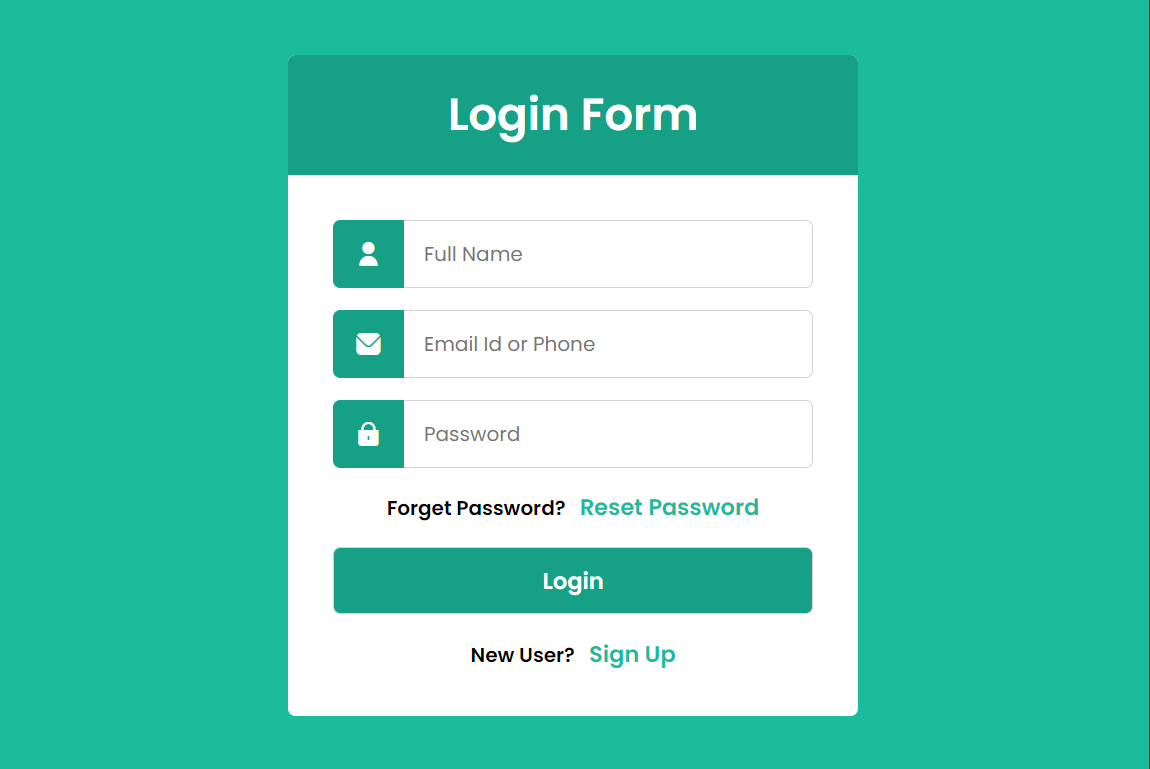 Login Form
Full Name
Email Id or Phone
Password
Forget Password? Reset Password
Login
New User? Sign Up